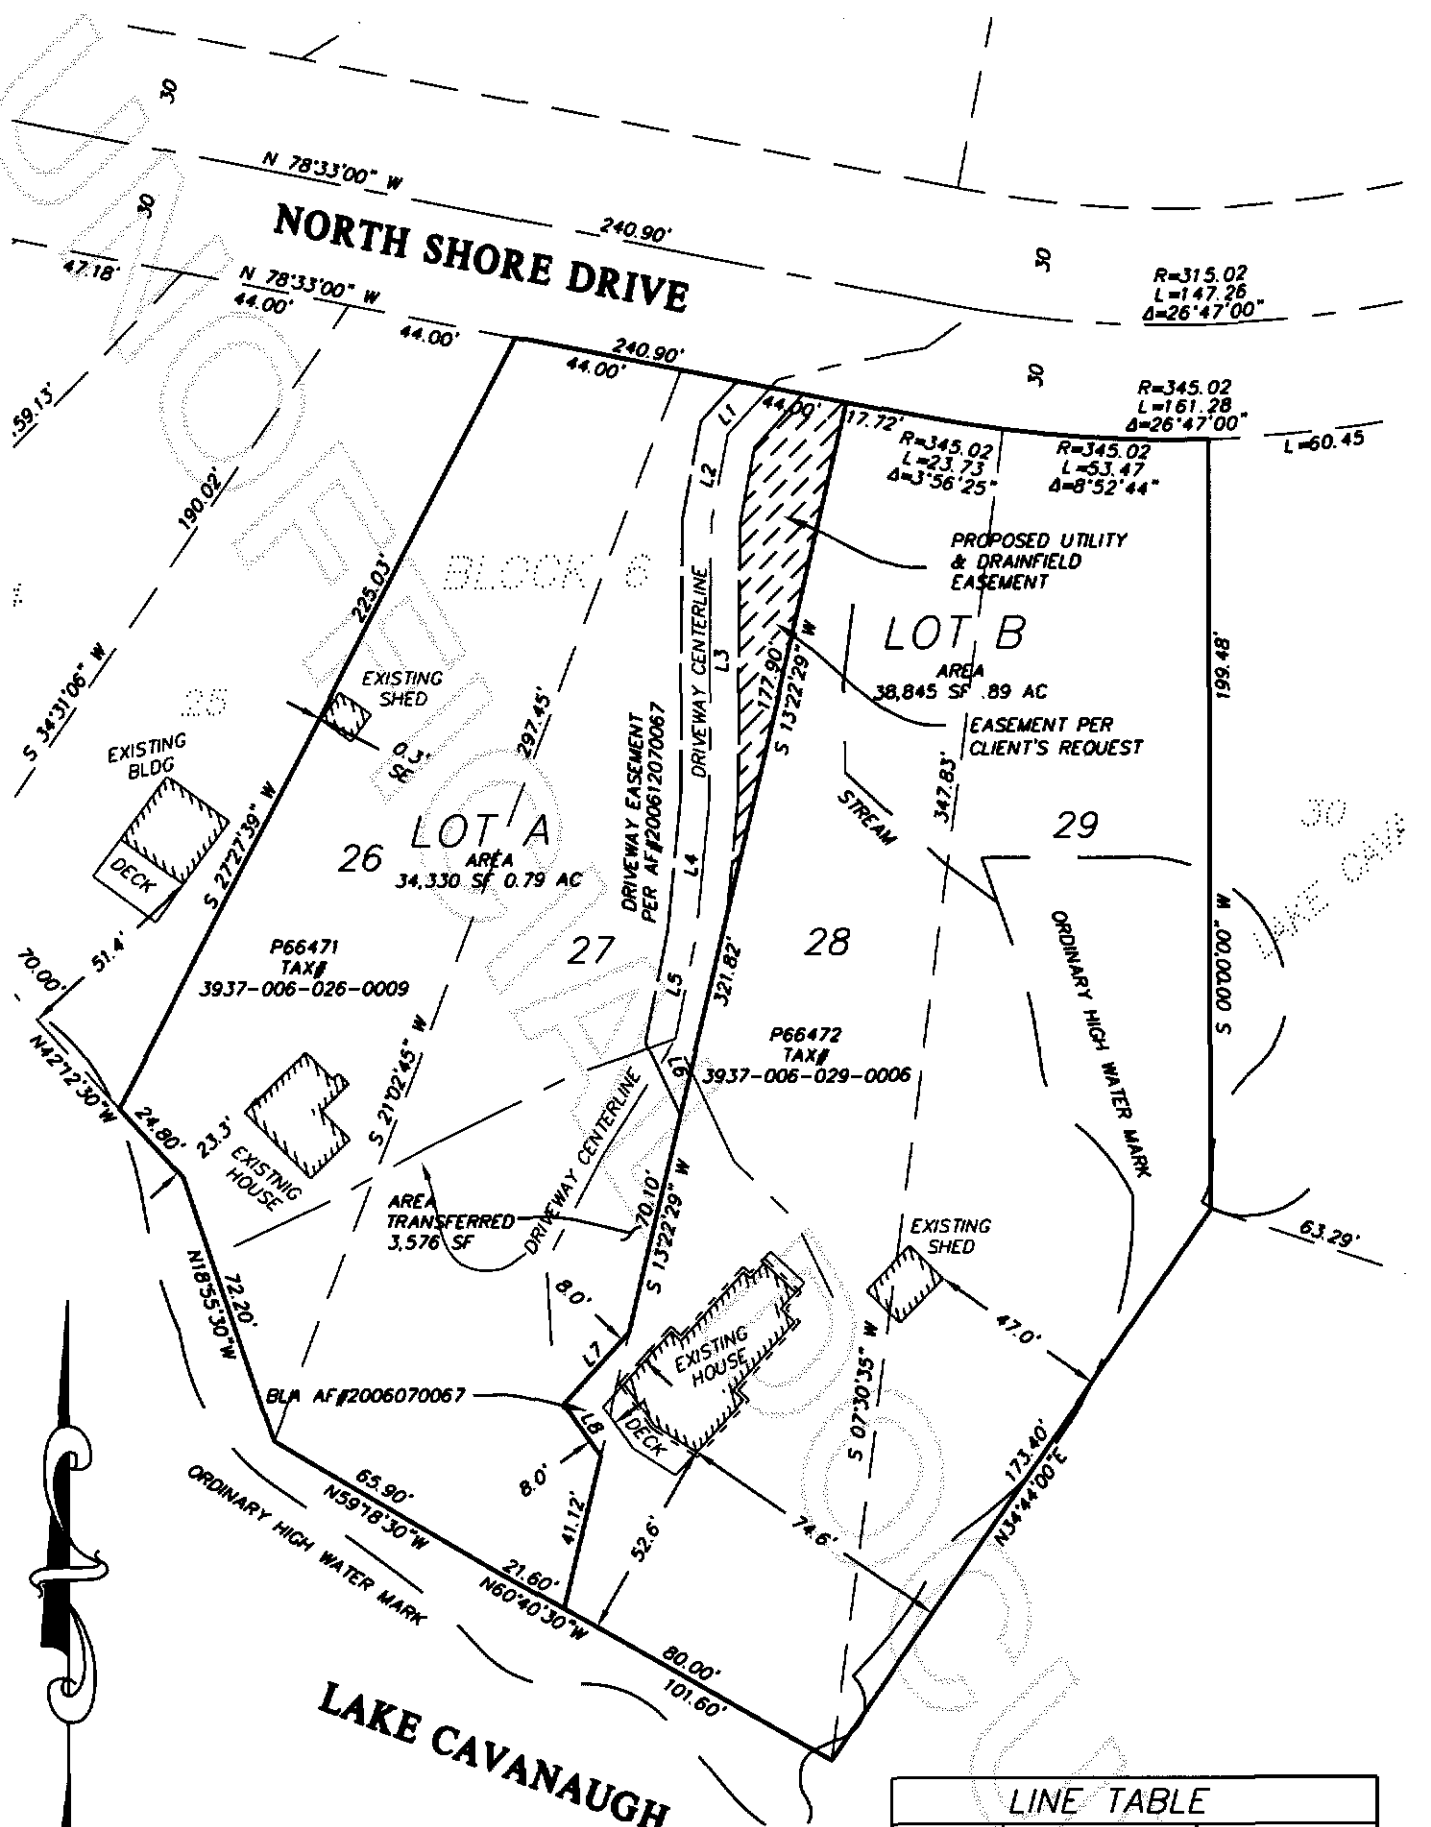 30
N 78°33'00" W
30
240.90'
NORTH SHORE DRIVE
30
47.18'
N 78°33'00" W
44.00'
44.00'
240.90'
44.00'
R=315.02
L=147.26
Δ=26°47'00"
30
R=345.02
L=161.28
Δ=26°47'00"
L=60.45
44.00'
17.72'
R=345.02
L=23.73
Δ=3°56'25"
R=345.02
L=53.47
Δ=8°52'44"
.59.13'
190.02'
L1
L2
PROPOSED UTILITY
& DRAINFIELD
EASEMENT
225.03'
BLOCK 6
DRIVEWAY CENTERLINE
L3
177.90'
S 13°22'29" W
LOT B
AREA
38,845 SF .89 AC
199.48'
S 34°31'06" W
25
EXISTING
SHED
0.3'
297.45'
DRIVEWAY EASEMENT
PER AF#200612070067
EASEMENT PER
CLIENT'S REQUEST
EXISTING
BLDG
DECK
S 27°27'39" W
347.83'
STREAM
29
30
LAKE CAVA
26
LOT A
AREA
34,330 SF 0.79 AC
L4
70.00'
51.4'
P66471
TAX#
3937-006-026-0009
27
L5
321.82'
28
ORDINARY HIGH WATER MARK
S 00°00'00" W
N42°12'30"W
24.80'
23.3'
EXISTNIG
HOUSE
S 21°02'45" W
L6
P66472
TAX#
3937-006-029-0006
DRIVEWAY CENTERLINE
AREA
TRANSFERRED
3,576 SF
70.10'
S 13°22'29" W
EXISTING
SHED
63.29'
N18°55'30"W
72.20'
8.0'
L7
EXISTING
HOUSE
47.0'
BLA AF#2006070067
L8
DECK
S 07°30'35" W
8.0'
173.40'
N34°44'00"E
ORDINARY HIGH WATER MARK
65.90'
N59°18'30"W
41.12'
52.6'
74.6'
21.60'
N60°40'30"W
80.00'
101.60'
LAKE CAVANAUGH
LINE TABLE
UNOFFICIAL DOCU